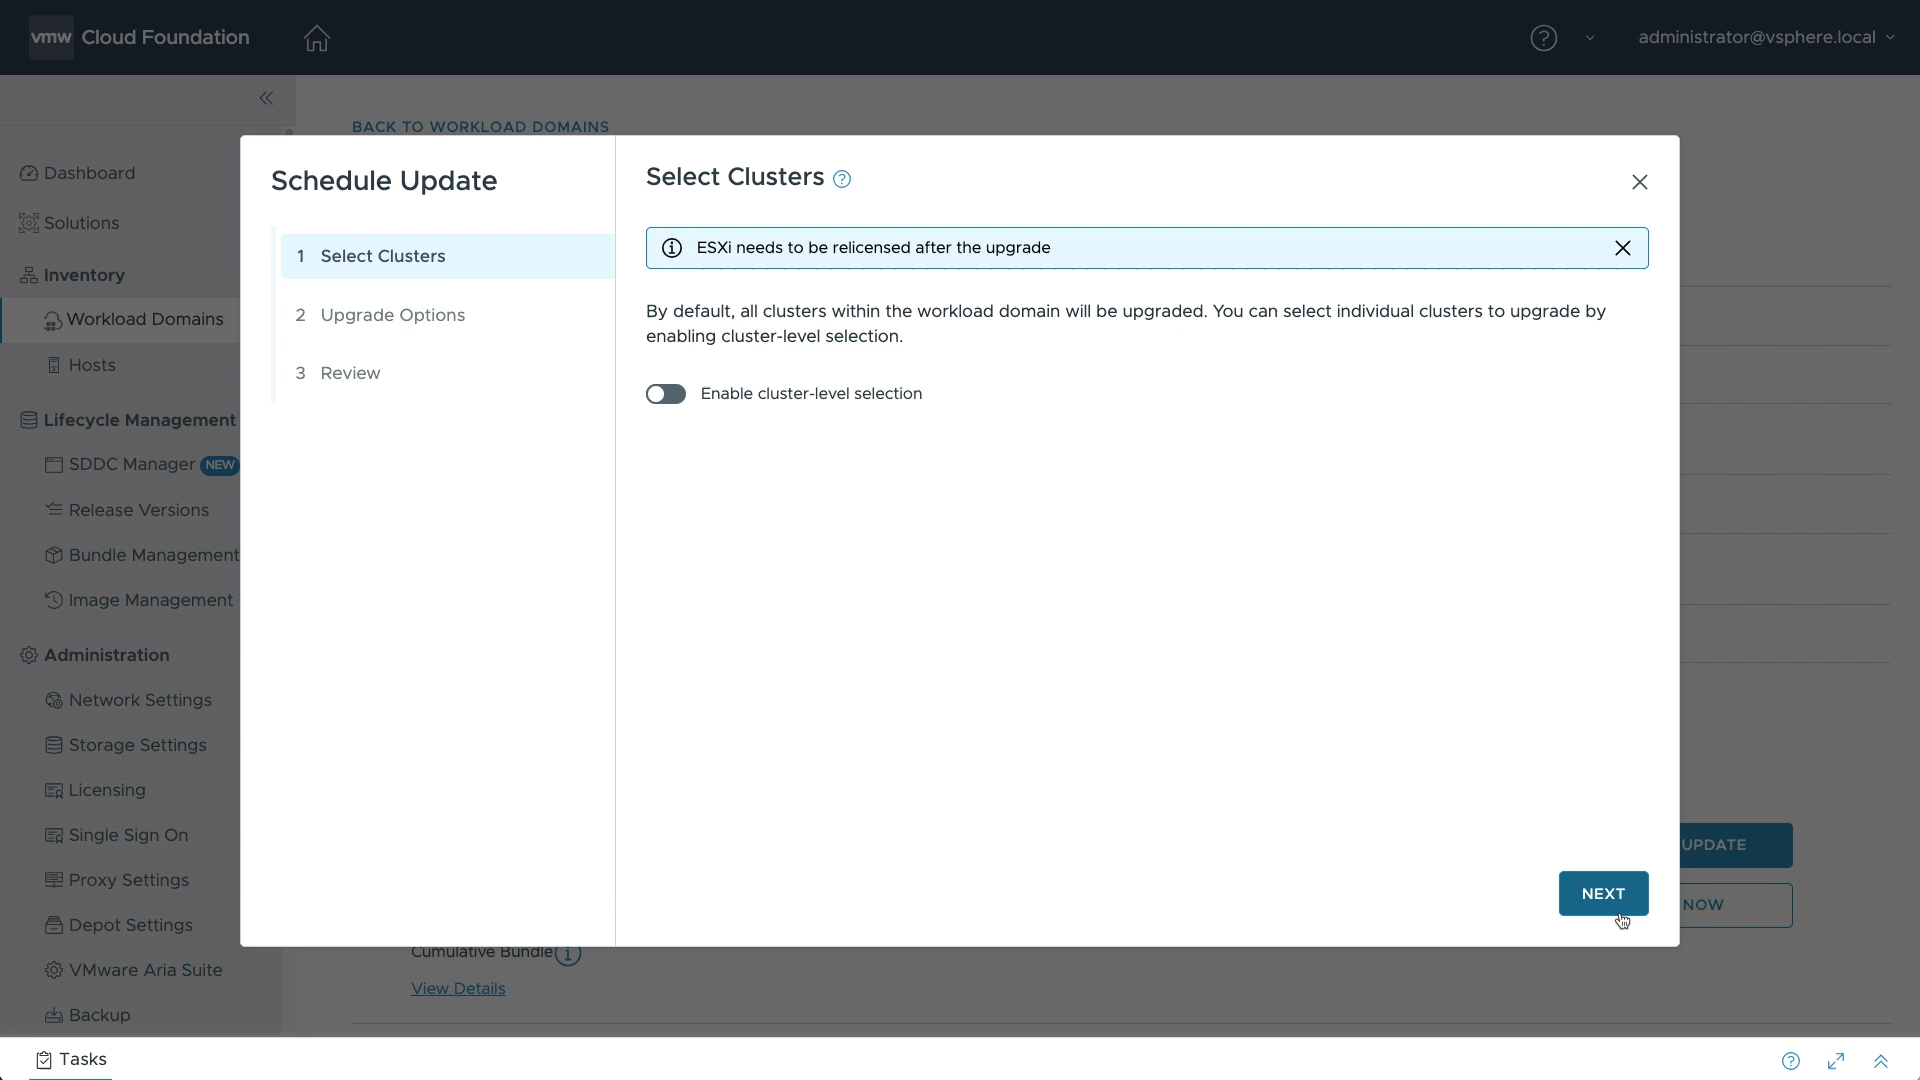 vmw Cloud Foundation
administrator@vsphere.local
BACK TO WORKLOAD DOMAINS
Dashboard
Solutions
Inventory
Workload Domains
Hosts
Lifecycle Management
SDDC Manager NEW
Release Versions
Bundle Management
Image Management
Administration
Network Settings
Storage Settings
Licensing
Single Sign On
Proxy Settings
Depot Settings
VMware Aria Suite
Backup
Schedule Update
1 Select Clusters
2 Upgrade Options
3 Review
Select Clusters
ESXi needs to be relicensed after the upgrade
By default, all clusters within the workload domain will be upgraded. You can select individual clusters to upgrade by
enabling cluster-level selection.
Enable cluster-level selection
NEXT
UPDATE
NOW
Cumulative Bundle
View Details
Tasks